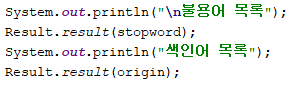 System.out.println("\n불용어 목록");
Result.result(stopword);
System.out.println("색인어 목록");
Result.result(origin);